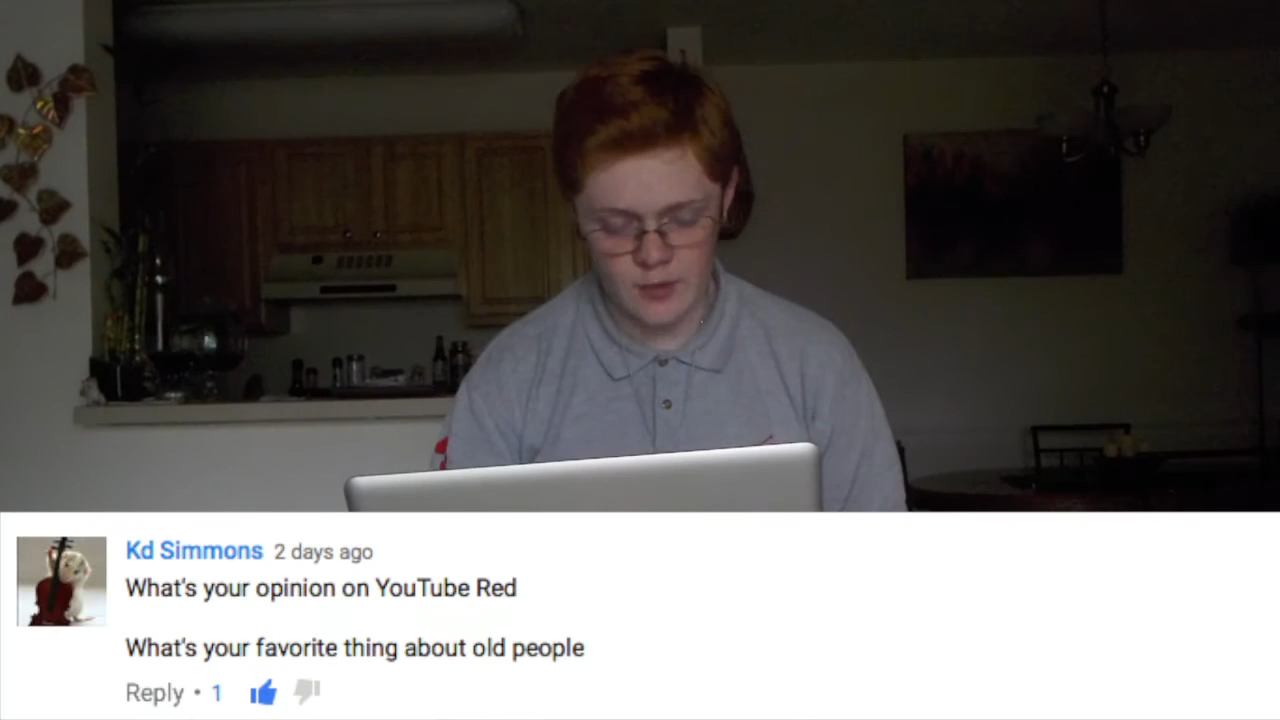 Kd Simmons 2 days ago
What's your opinion on YouTube Red
What's your favorite thing about old people
Reply • 1